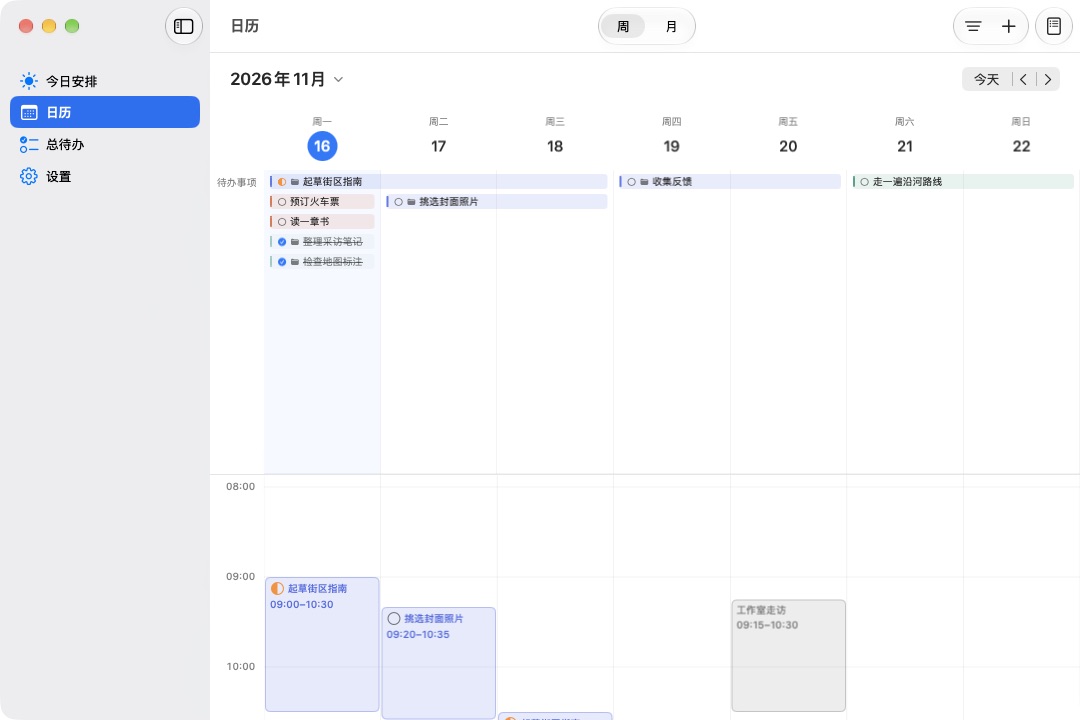 日历
周
月
今日安排
日历
总待办
设置
2026年11月
今天
周一
周二
周三
周四
周五
周六
周日
16
17
18
19
20
21
22
待办事项
起草街区指南
收集反馈
走一遍沿河路线
预订火车票
挑选封面照片
读一章书
整理采访笔记
检查地图标注
08:00
09:00
起草街区指南
09:00–10:30
挑选封面照片
09:20–10:35
工作室走访
09:15–10:30
10:00